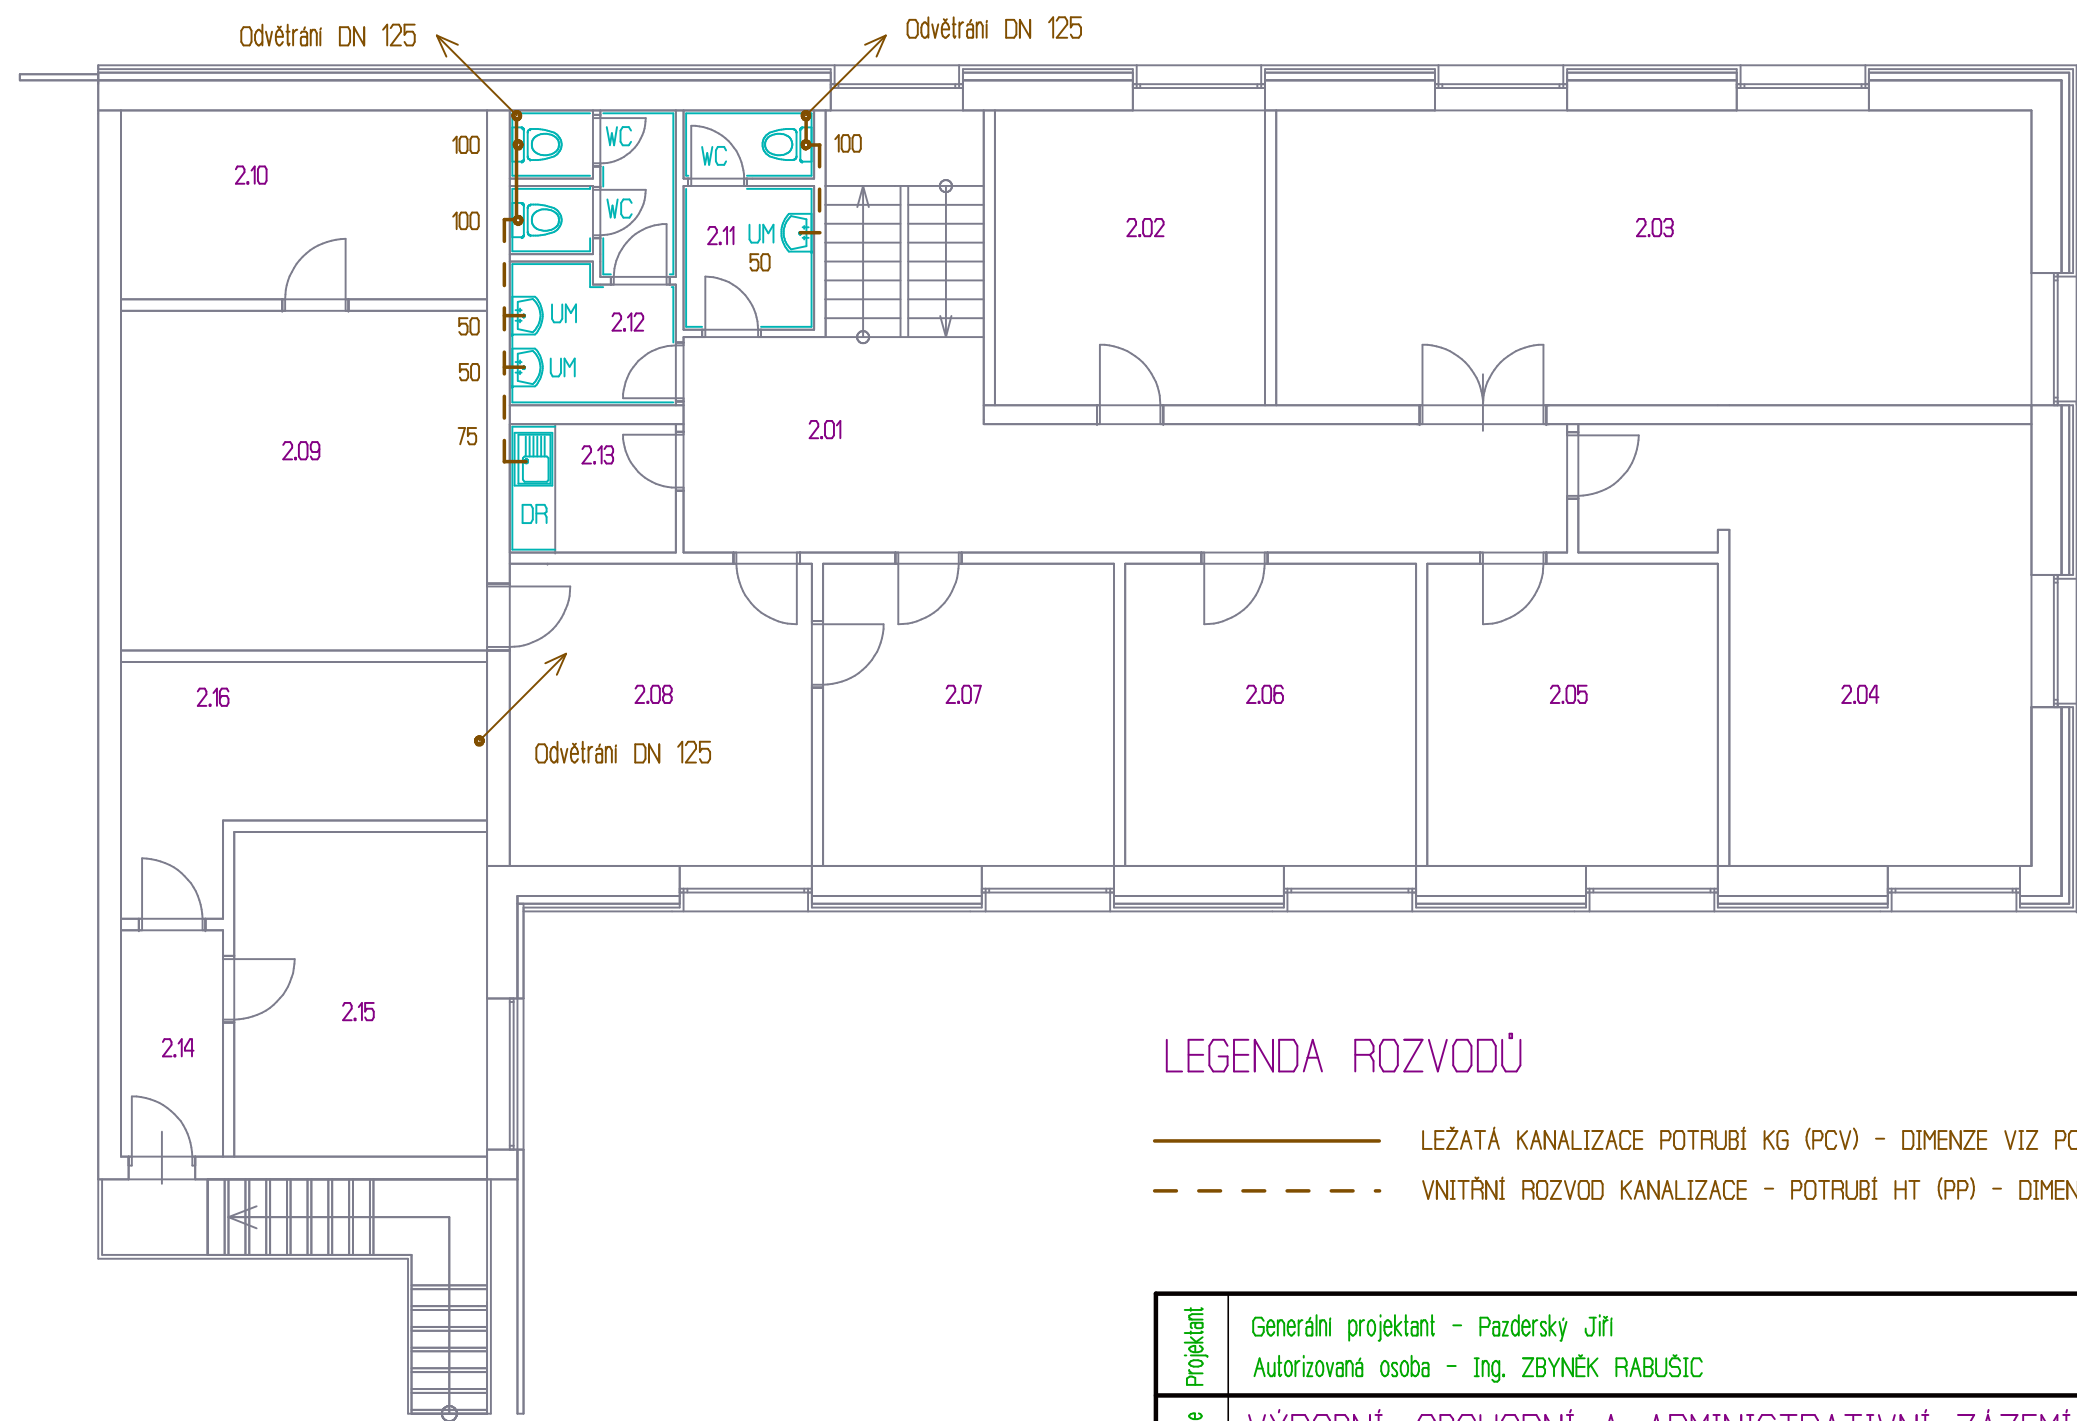 Odvětrání DN 125
Odvětrání DN 125
100
WC
WC
100
2.10
100
WC
2.11
UM
50
2.02
2.03
50
UM
2.12
50
UM
75
2.01
2.09
2.13
DR
2.16
2.08
2.07
2.06
2.05
2.04
Odvětrání DN 125
2.15
2.14
LEGENDA ROZVODŮ
LEŽATÁ KANALIZACE POTRUBÍ KG (PCV) - DIMENZE VIZ
VNITŘNÍ ROZVOD KANALIZACE - POTRUBÍ HT (PP) -
Projektant
Generální projektant - Pazderský Jiří
Autorizovaná osoba - Ing. ZBYNĚK RABUŠIC
A ADMINISTRATIVNÍ ZÁZEMÍ